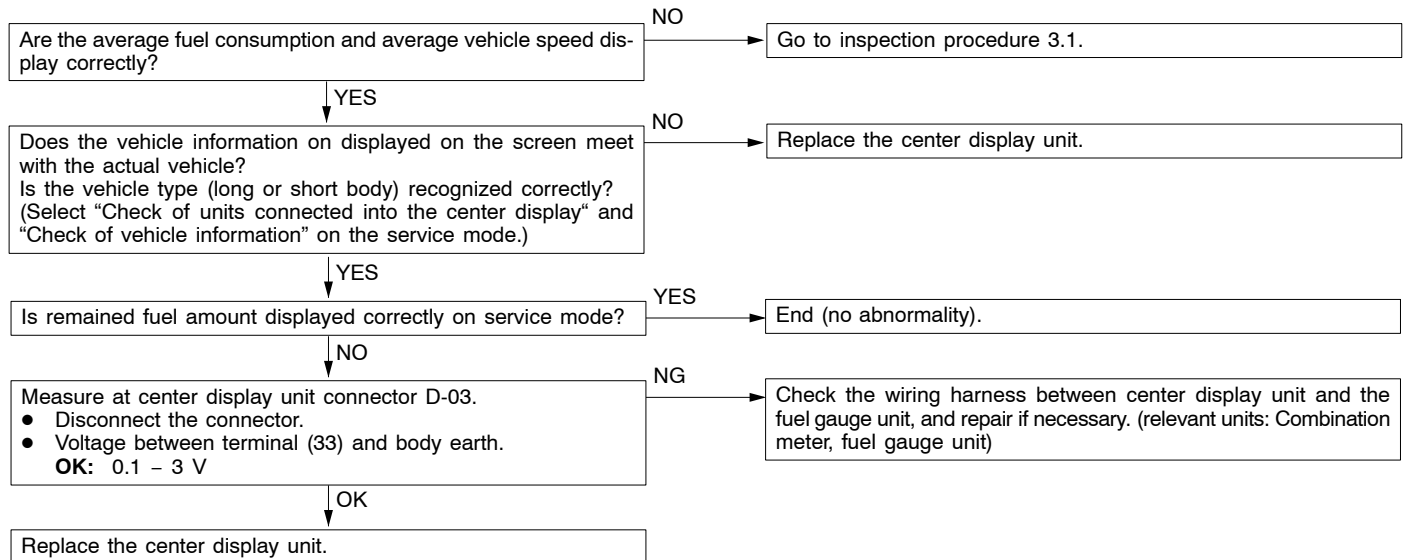 Are the average fuel consumption and average vehicle speed dis-
play correctly?
NO
Go to inspection procedure 3.1.
YES
Does the vehicle information on displayed on the screen meet
with the actual vehicle?
Is the vehicle type (long or short body) recognized correctly?
(Select “Check of units connected into the center display“ and
“Check of vehicle information” on the service mode.)
NO
Replace the center display unit.
YES
Is remained fuel amount displayed correctly on service mode?
YES
End (no abnormality).
NO
Measure at center display unit connector D-03.
● Disconnect the connector.
● Voltage between terminal (33) and body earth.
OK: 0.1 – 3 V
NG
Check the wiring harness between center display unit and the
fuel gauge unit, and repair if necessary. (relevant units: Combination
meter, fuel gauge unit)
OK
Replace the center display unit.